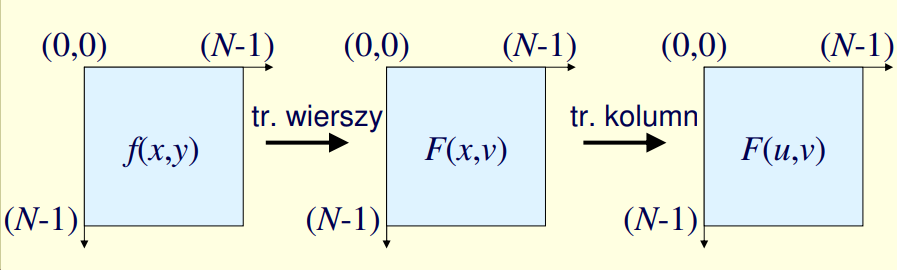 (0,0) (N-1) (0,0) (N-1) (0,0) (N-1)
tr. wierszy tr. kolumn
f(x,y) F(x,v) F(u,v)
(N-1) (N-1) (N-1)